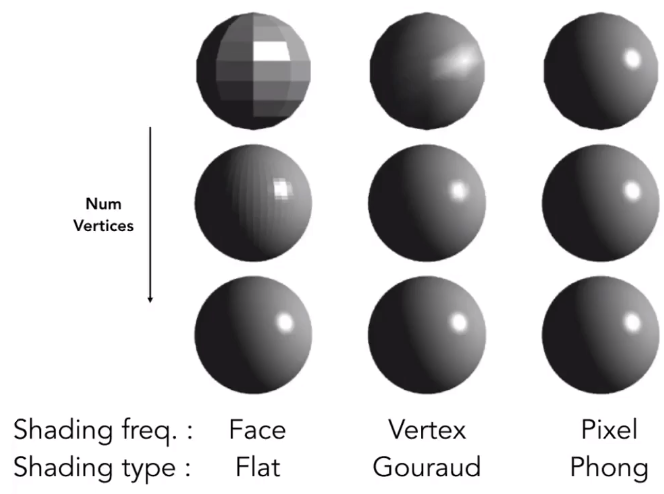 Num
Vertices
Shading freq. : Face Vertex Pixel
Shading type : Flat Gouraud Phong